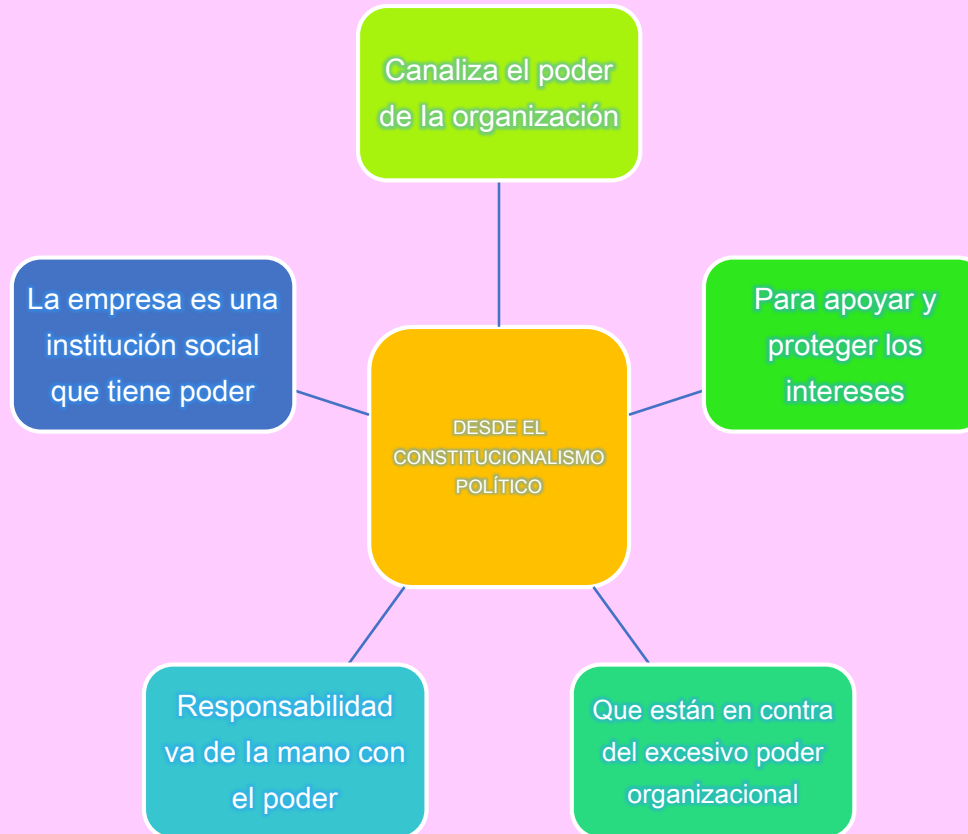 Canaliza el poder
de la organización
Para apoyar y
proteger los
intereses
Que están en contra
del excesivo poder
organizacional
Responsabilidad
va de la mano con
el poder
La empresa es una
institución social
que tiene poder
DESDE EL
CONSTITUCIONALISMO
POLÍTICO